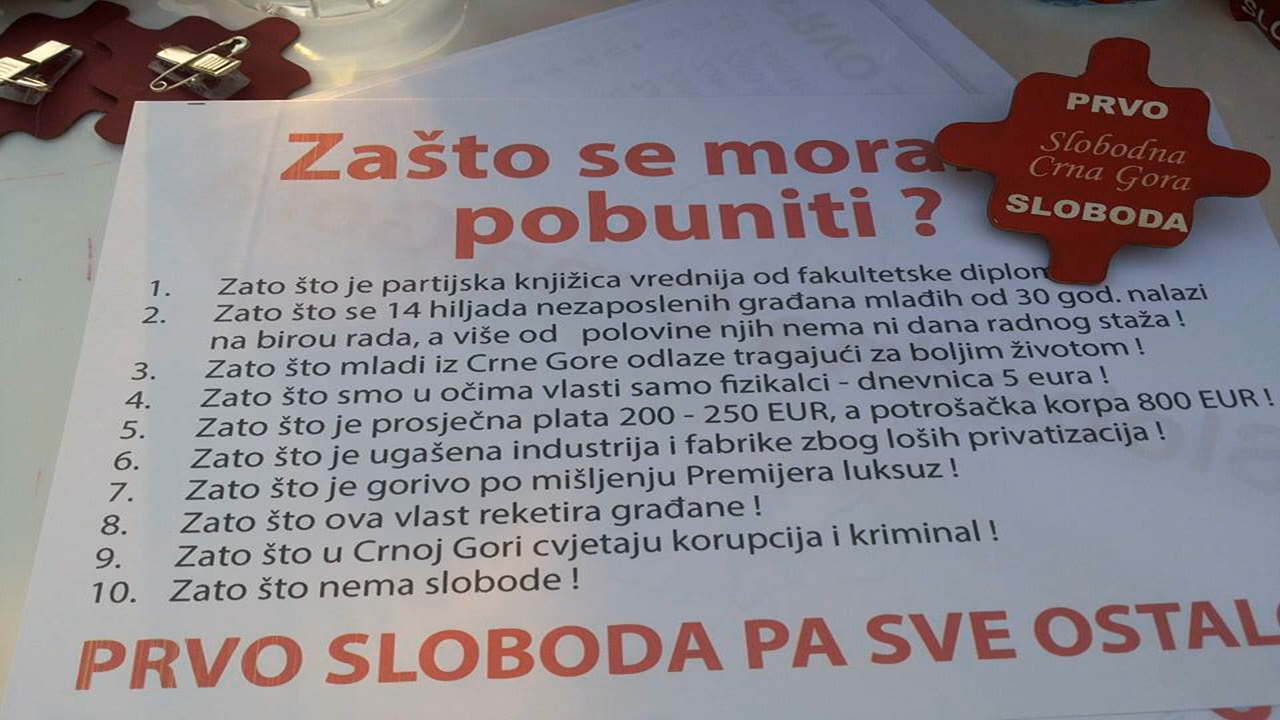 Zašto se mora
pobuniti ?
1. Zato što je partijska knjižica vrednija od fakultetske
2. Zato što se 14 hiljada nezaposlenih građana mlađih od 30 god. nalazi
na birou rada, a više od polovine njih nema ni dana radnog staža !
3. Zato što mladi iz Crne Gore odlaze tragajući za boljim životom !
4. Zato što smo u očima vlasti samo fizikalci - dnevnica 5 eura !
5. Zato što je prosječna plata 200 - 250 EUR, a potrošačka korpa 800 EUR !
6. Zato što je ugašena industrija i fabrike zbog loših privatizacija !
7. Zato što je gorivo po mišljenju Premijera luksuz !
8. Zato što ova vlast reketira građane !
9. Zato što u Crnoj Gori cvjetaju korupcija i kriminal !
10. Zato što nema slobode !
PRVO SLOBODA PA SVE OSTALO
PRVO
Slobodna
Crna Gora
SLOBODA